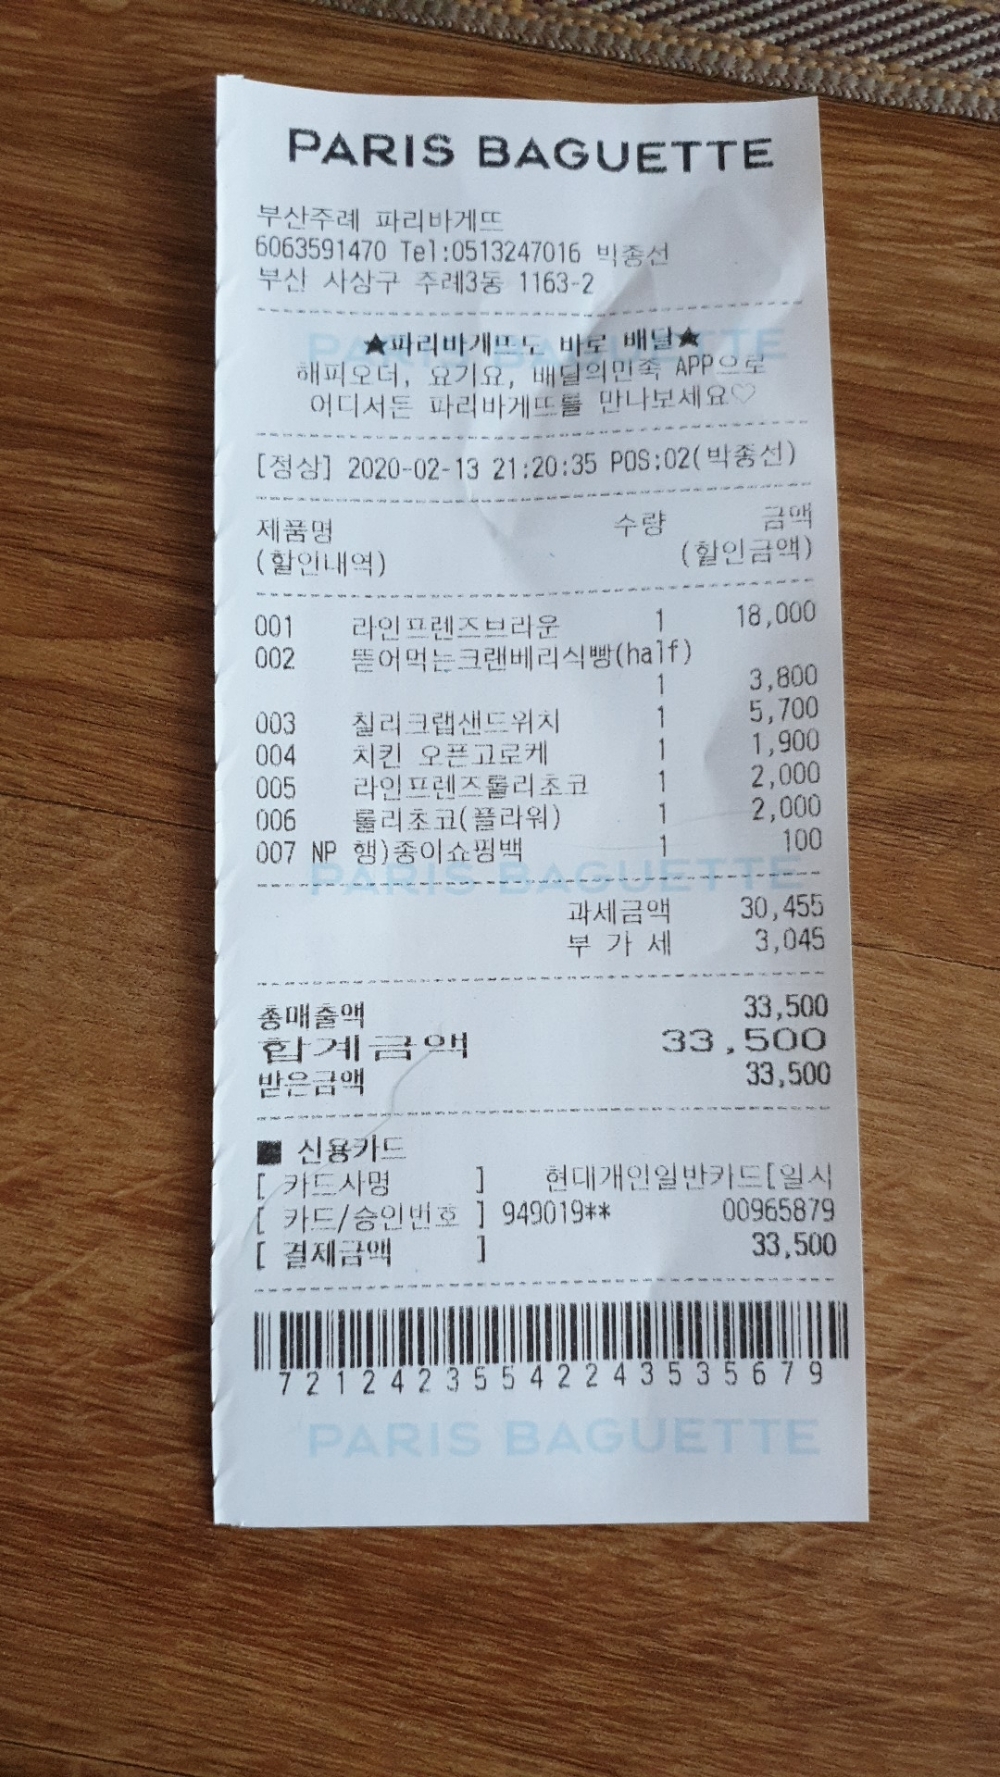 PARIS BAGUETTE
부산주례 파리바게뜨
6063591470 Tel:0513247016 박종선
부산 사상구 주례3동 1163-2
★파리바게뜨도 바로 배달★
해피오더, 요기요, 배달의민족 APP으로
어디서든 파리바게뜨를 만나보세요♡
[정상] 2020-02-13 21:20:35 POS:02(박종선)
제품명 수량 금액
(할인내역) (할인금액)
001 라인프렌즈브라운 1 18,000
002 뜯어먹는크랜베리식빵(half)
1 3,800
003 칠리크랩샌드위치 1 5,700
004 치킨 오픈고로케 1 1,900
005 라인프렌즈롤리초코 1 2,000
006 롤리초코(플라워) 1 2,000
007 NP 행)종이쇼핑백 1 100
과세금액 30,455
부 가 세 3,045
총매출액 33,500
합계금액 33,500
받은금액 33,500
■ 신용카드
[ 카드사명 ] 현대개인일반카드[일시
[ 카드/승인번호 ] 949019** 00965879
[ 결제금액 ] 33,500
7212423554224353 5679
PARIS BAGUETTE